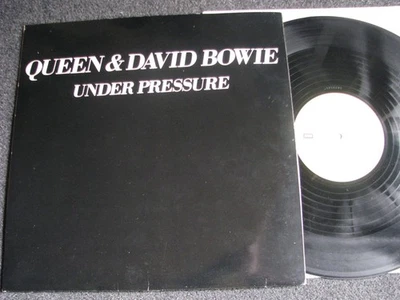 QUEEN & DAVID BOWIE
UNDER PRESSURE